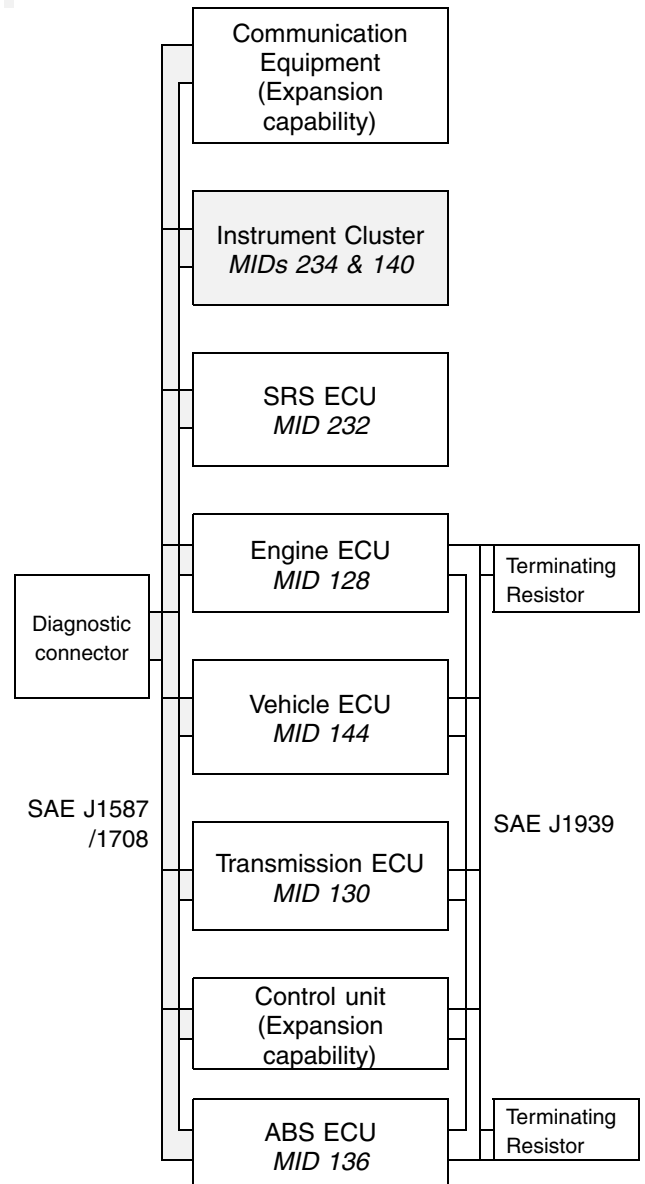 Communication
Equipment
(Expansion
capability)
Instrument Cluster
MIDs 234 & 140
SRS ECU
MID 232
Engine ECU
MID 128
Terminating
Resistor
Diagnostic
connector
Vehicle ECU
MID 144
SAE J1587
/1708
SAE J1939
Transmission ECU
MID 130
Control unit
(Expansion
capability)
ABS ECU
MID 136
Terminating
Resistor